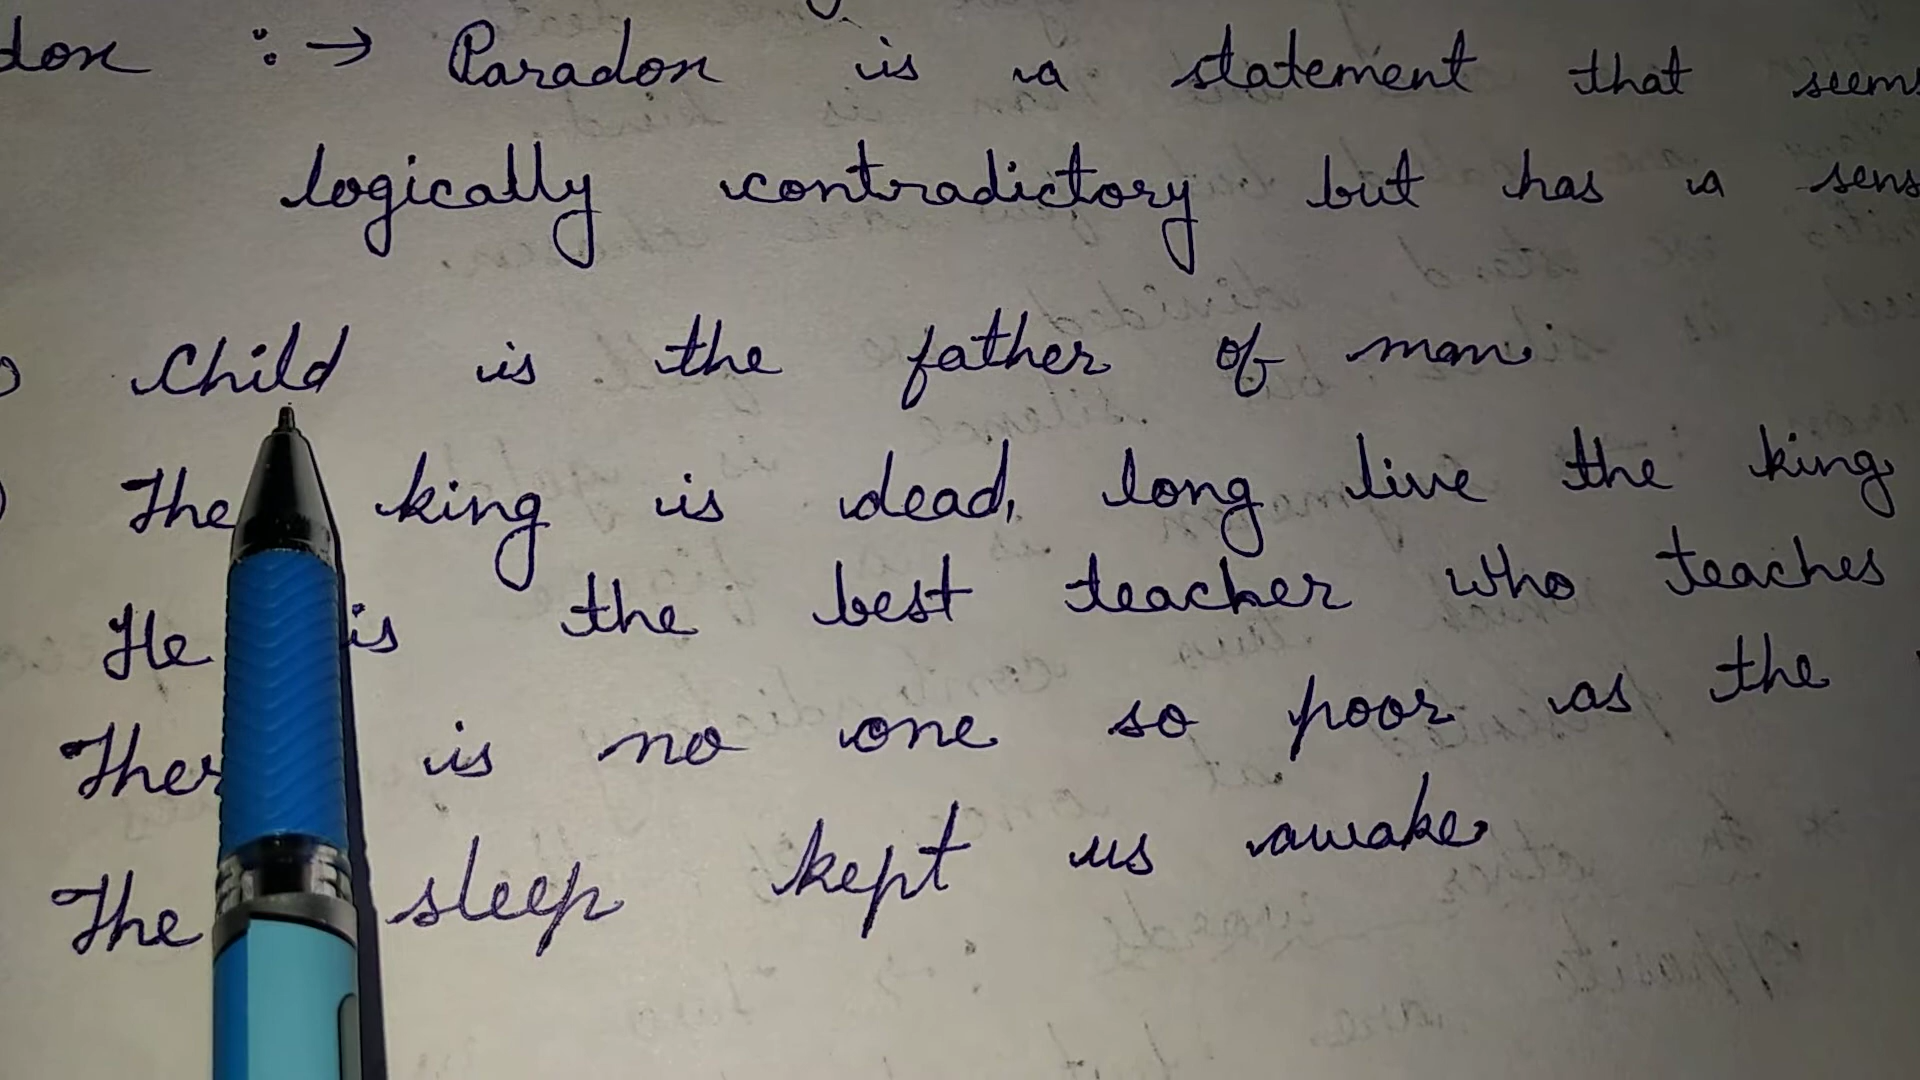 dox :→ Paradox is a statement that seems
logically contradictory but has a sens
Child is the father of man.
The king is dead, long live the king
He is the best teacher who teaches
Ther is no one so poor as the
The sleep kept us awake